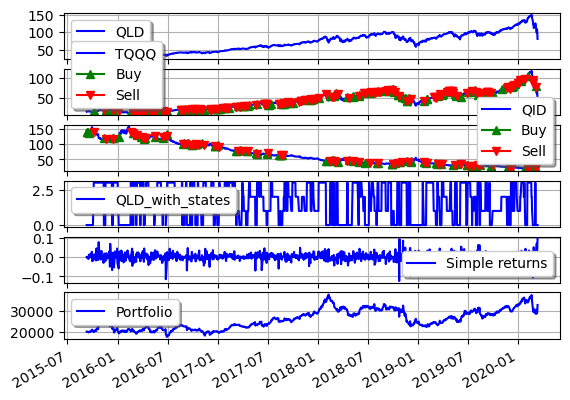 150
100
50
QLD
TQQQ
Buy
Sell
100
50
QID
Buy
Sell
150
100
50
2.5
0.0
QLD_with_states
0.1
0.0
−0.1
Simple returns
30000
20000
Portfolio
2015-07
2016-01
2016-07
2017-01
2017-07
2018-01
2018-07
2019-01
2019-07
2020-01